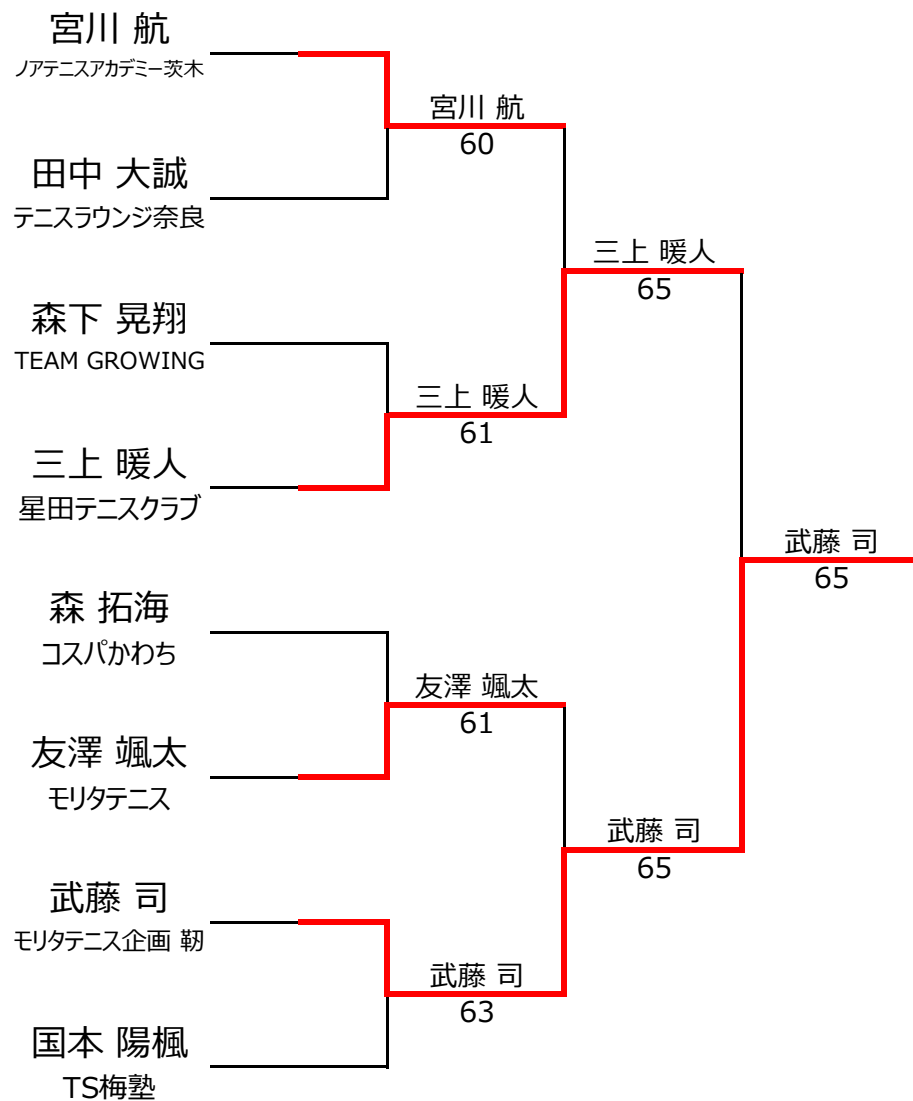 宮川 航
ノアテニスアカデミー茨木
宮川 航
60
田中 大誠
テニスラウンジ奈良
三上 暖人
65
森下 晃翔
TEAM GROWING
三上 暖人
61
三上 暖人
星田テニスクラブ
武藤 司
65
森 拓海
コスパかわち
友澤 颯太
61
友澤 颯太
モリタテニス
武藤 司
65
武藤 司
モリタテニス企画 靭
武藤 司
63
国本 陽楓
TS梅塾